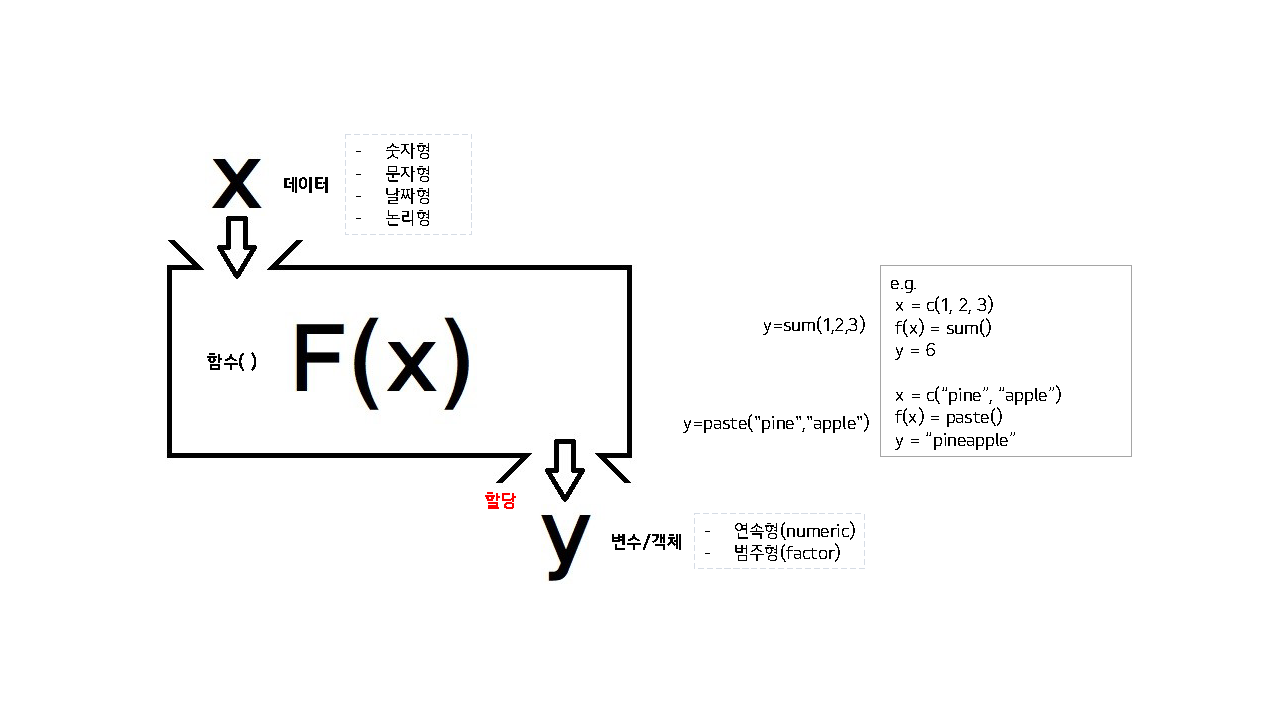 x
데이터
- 숫자형
- 문자형
- 날짜형
- 논리형
함수( )
F(x)
할당
y
변수/객체
- 연속형(numeric)
- 범주형(factor)
y=sum(1,2,3)
y=paste("pine","apple")
e.g.
x = c(1, 2, 3)
f(x) = sum()
y = 6
x = c(“pine”, “apple”)
f(x) = paste()
y = “pineapple”